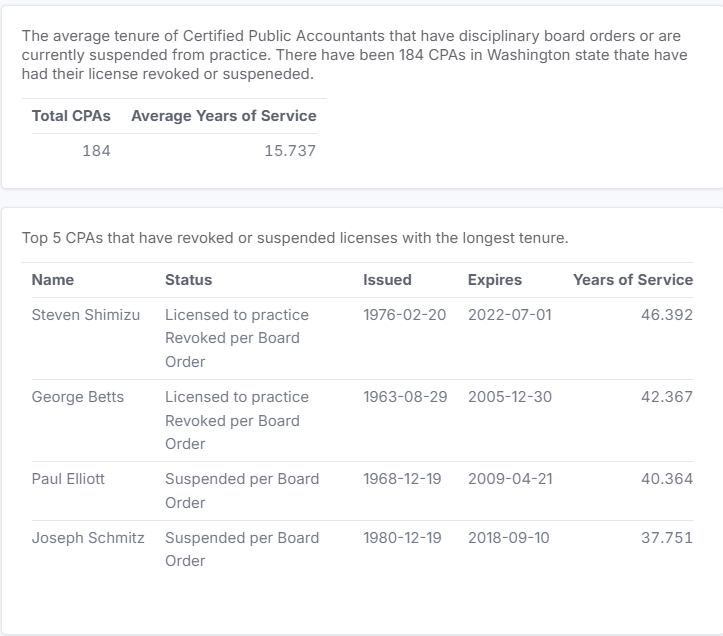 The average tenure of Certified Public Accountants that have disciplinary board orders or are
currently suspended from practice. There have been 184 CPAs in Washington state thate have
had their license revoked or suspeneded.
Total CPAs Average Years of Service
184 15.737
Top 5 CPAs that have revoked or suspended licenses with the longest tenure.
Name Status Issued Expires Years of Service
Steven Shimizu Licensed to practice 1976-02-20 2022-07-01 46.392
Revoked per Board
Order
George Betts Licensed to practice 1963-08-29 2005-12-30 42.367
Revoked per Board
Order
Paul Elliott Suspended per Board 1968-12-19 2009-04-21 40.364
Order
Joseph Schmitz Suspended per Board 1980-12-19 2018-09-10 37.751
Order